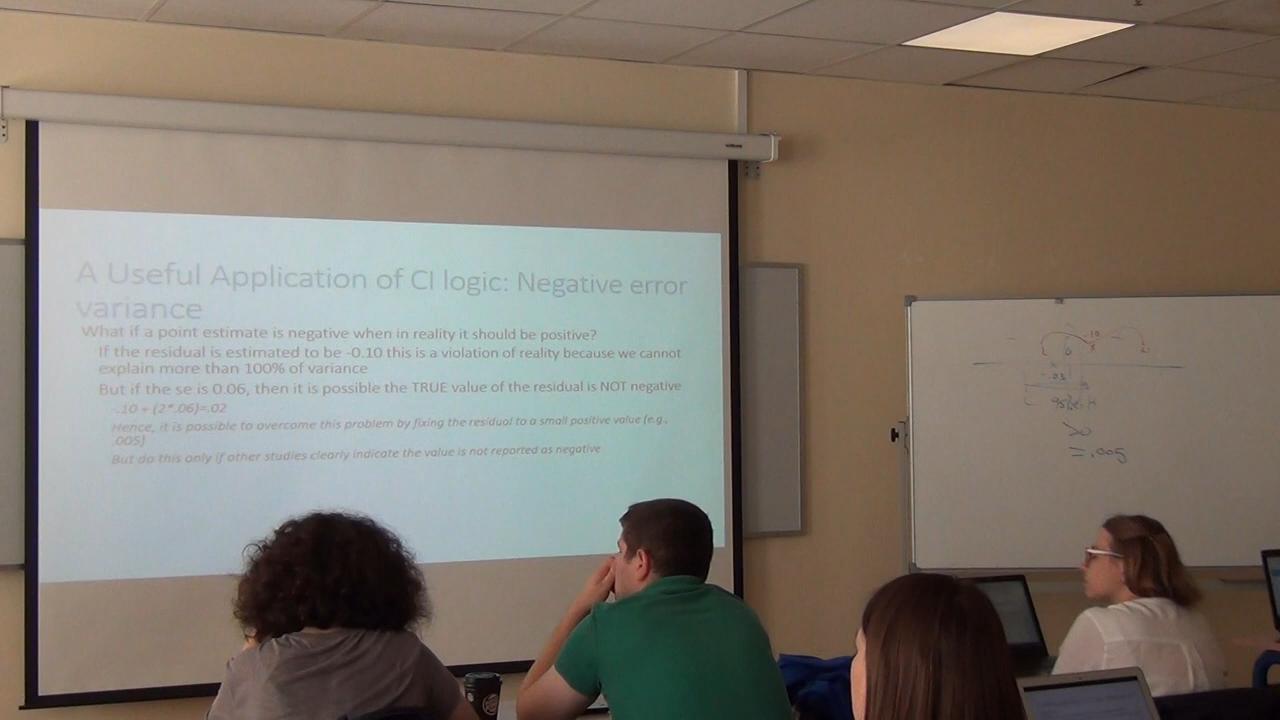 A Useful Application of CI logic: Negative error
variance
What if a point estimate is negative when in reality it should be positive?
If the residual is estimated to be -0.10 this is a violation of reality because we cannot
explain more than 100% of variance
But if the se is 0.06, then it is possible the TRUE value of the residual is NOT negative
-.10 + (2*.06)=.02
Hence, it is possible to overcome this problem by fixing the residual to a small positive value (e.g.,
.005)
But do this only if other studies clearly indicate the value is not reported as negative
-.10
0
>0
=.005